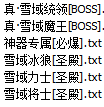 真·雪域统领[BOSS].
真·雪域魔王[BOSS].
神器专属[必爆].txt
雪域冰狼[圣殿].txt
雪域力士[圣殿].txt
雪域将士[圣殿].txt